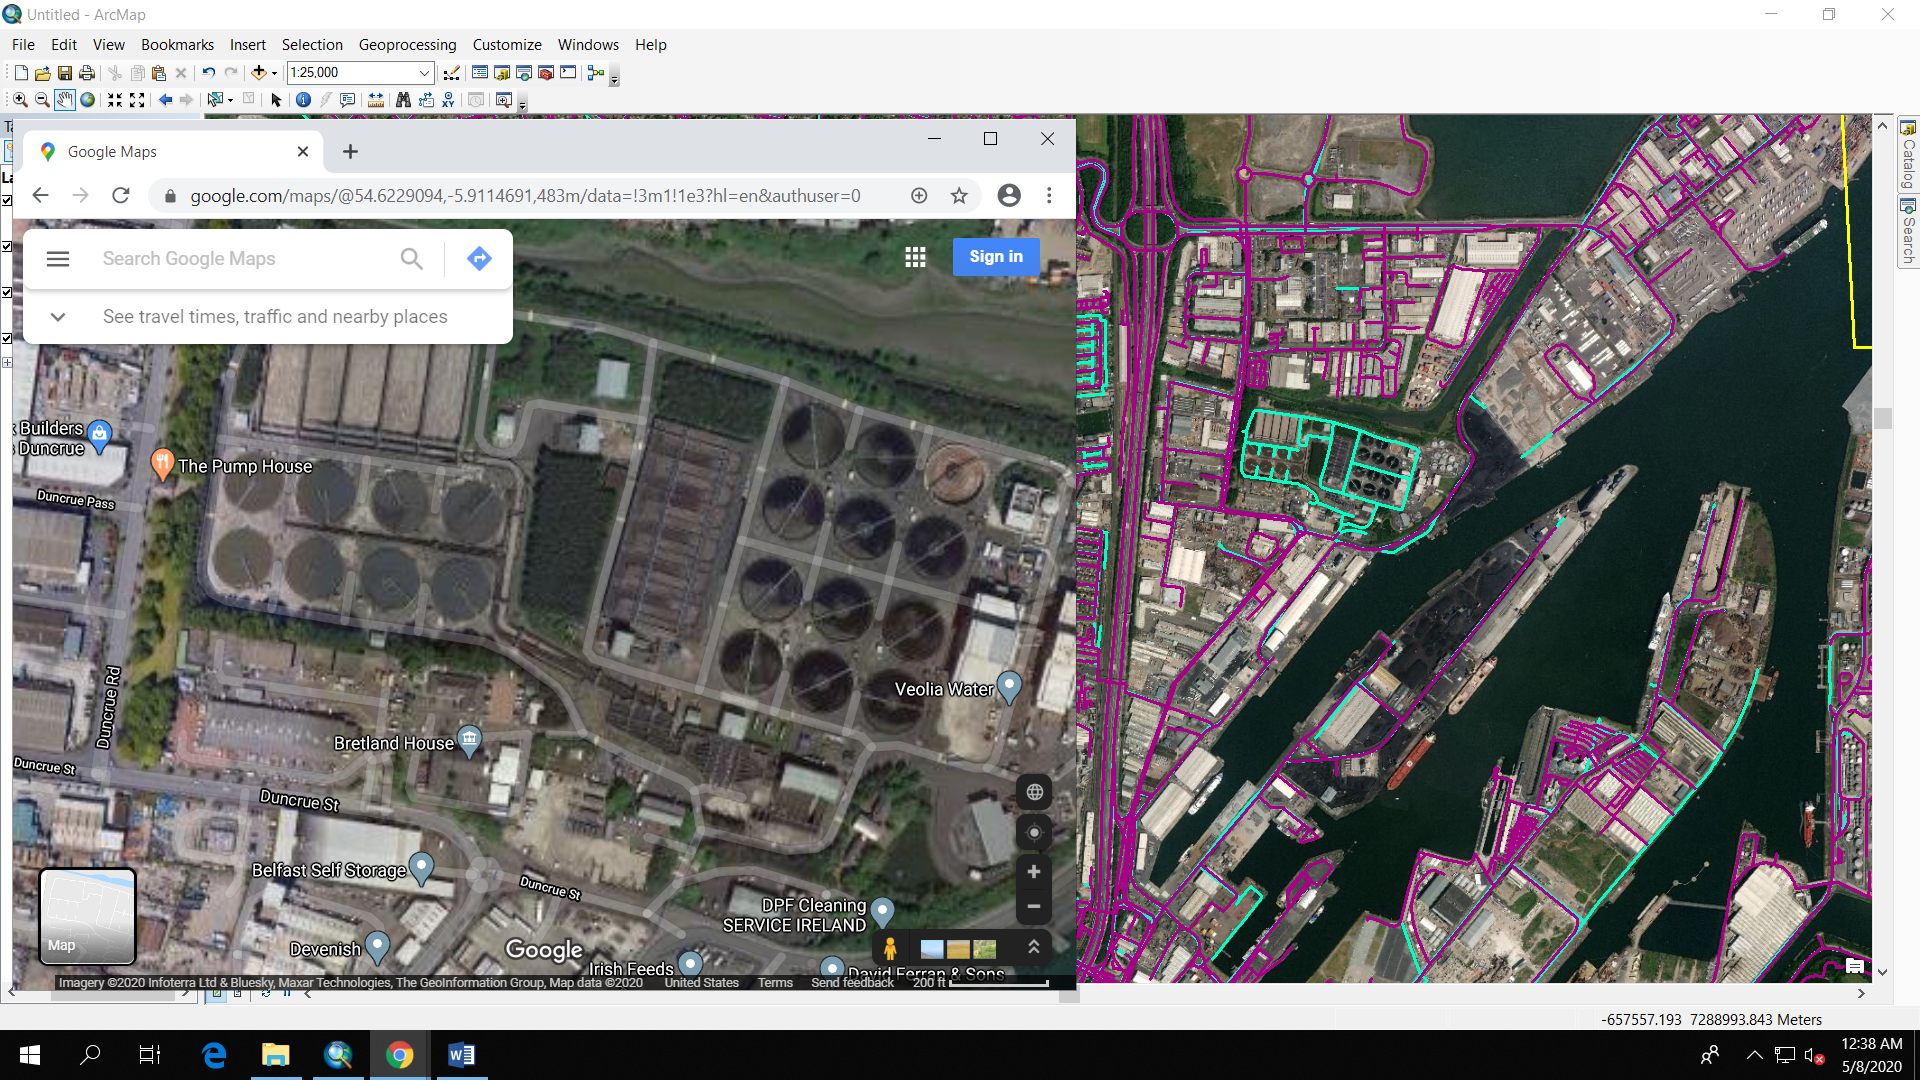 Untitled - ArcMap
File Edit View Bookmarks Insert Selection Geoprocessing Customize Windows Help
1:25,000
Google Maps
google.com/maps/@54.6229094,-5.9114691,483m/data=!3m1!1e3?hl=en&authuser=0
Search Google Maps
Sign in
See travel times, traffic and nearby places
Catalog
Search
Builders
Duncrue
The Pump House
Duncrue Pass
Duncrue Rd
Veolia Water
Bretland House
Duncrue St
Duncrue St
Belfast Self Storage
Duncrue St
DPF Cleaning
SERVICE IRELAND
Map
Devenish
Google
Irish Feeds
David Ferran & Sons
Imagery ©2020 Infoterra Ltd & Bluesky, Maxar Technologies, The GeoInformation Group, Map data ©2020 United States Terms Send feedback 200 ft
-657557.193 7288993.843 Meters
12:38 AM
5/8/2020